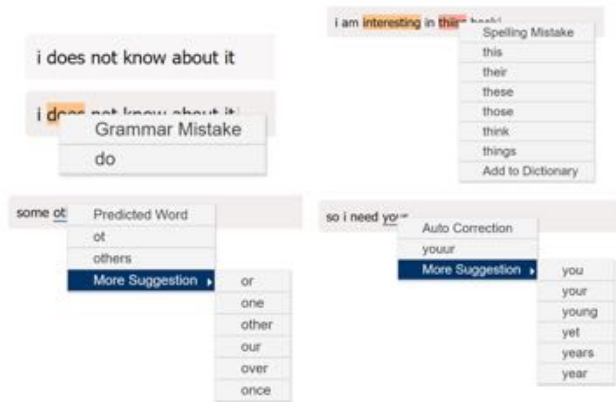 i does not know about it
i does not know about it
Grammar Mistake
do
i am interesting in thiirs book
Spelling Mistake
this
their
these
those
think
things
Add to Dictionary
some ot
Predicted Word
ot
others
More Suggestion
or
one
other
our
over
once
so i need your
Auto Correction
youur
More Suggestion
you
your
young
yet
years
year